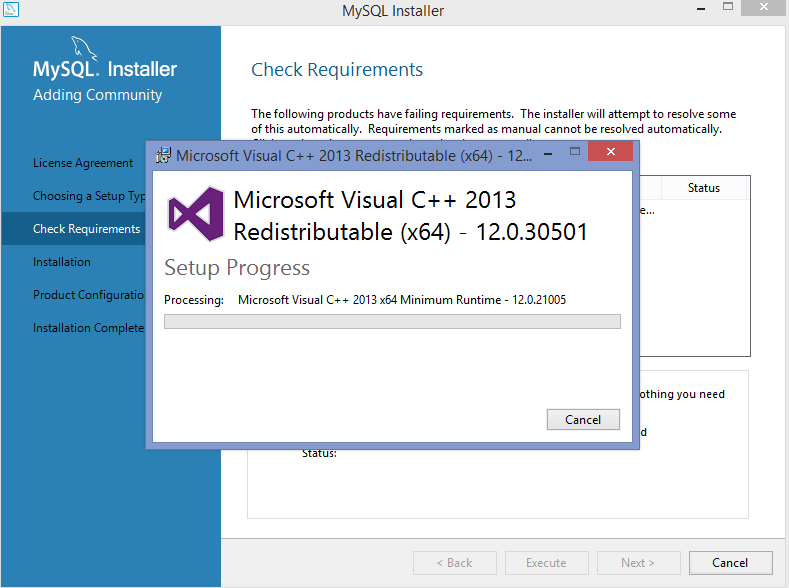 MySQL Installer
MySQL. Installer
Adding Community
License Agreement
Choosing a Setup Typ
Check Requirements
Installation
Product Configuratio
Installation Complete
Check Requirements
The following products have failing requirements. The installer will attempt to resolve some
of this automatically. Requirements marked as manual cannot be resolved automatically.
Status
e...
othing you need
d
Status:
Microsoft Visual C++ 2013 Redistributable (x64) - 12...
Microsoft Visual C++ 2013
Redistributable (x64) - 12.0.30501
Setup Progress
Processing: Microsoft Visual C++ 2013 x64 Minimum Runtime - 12.0.21005
Cancel
< Back
Execute
Next >
Cancel